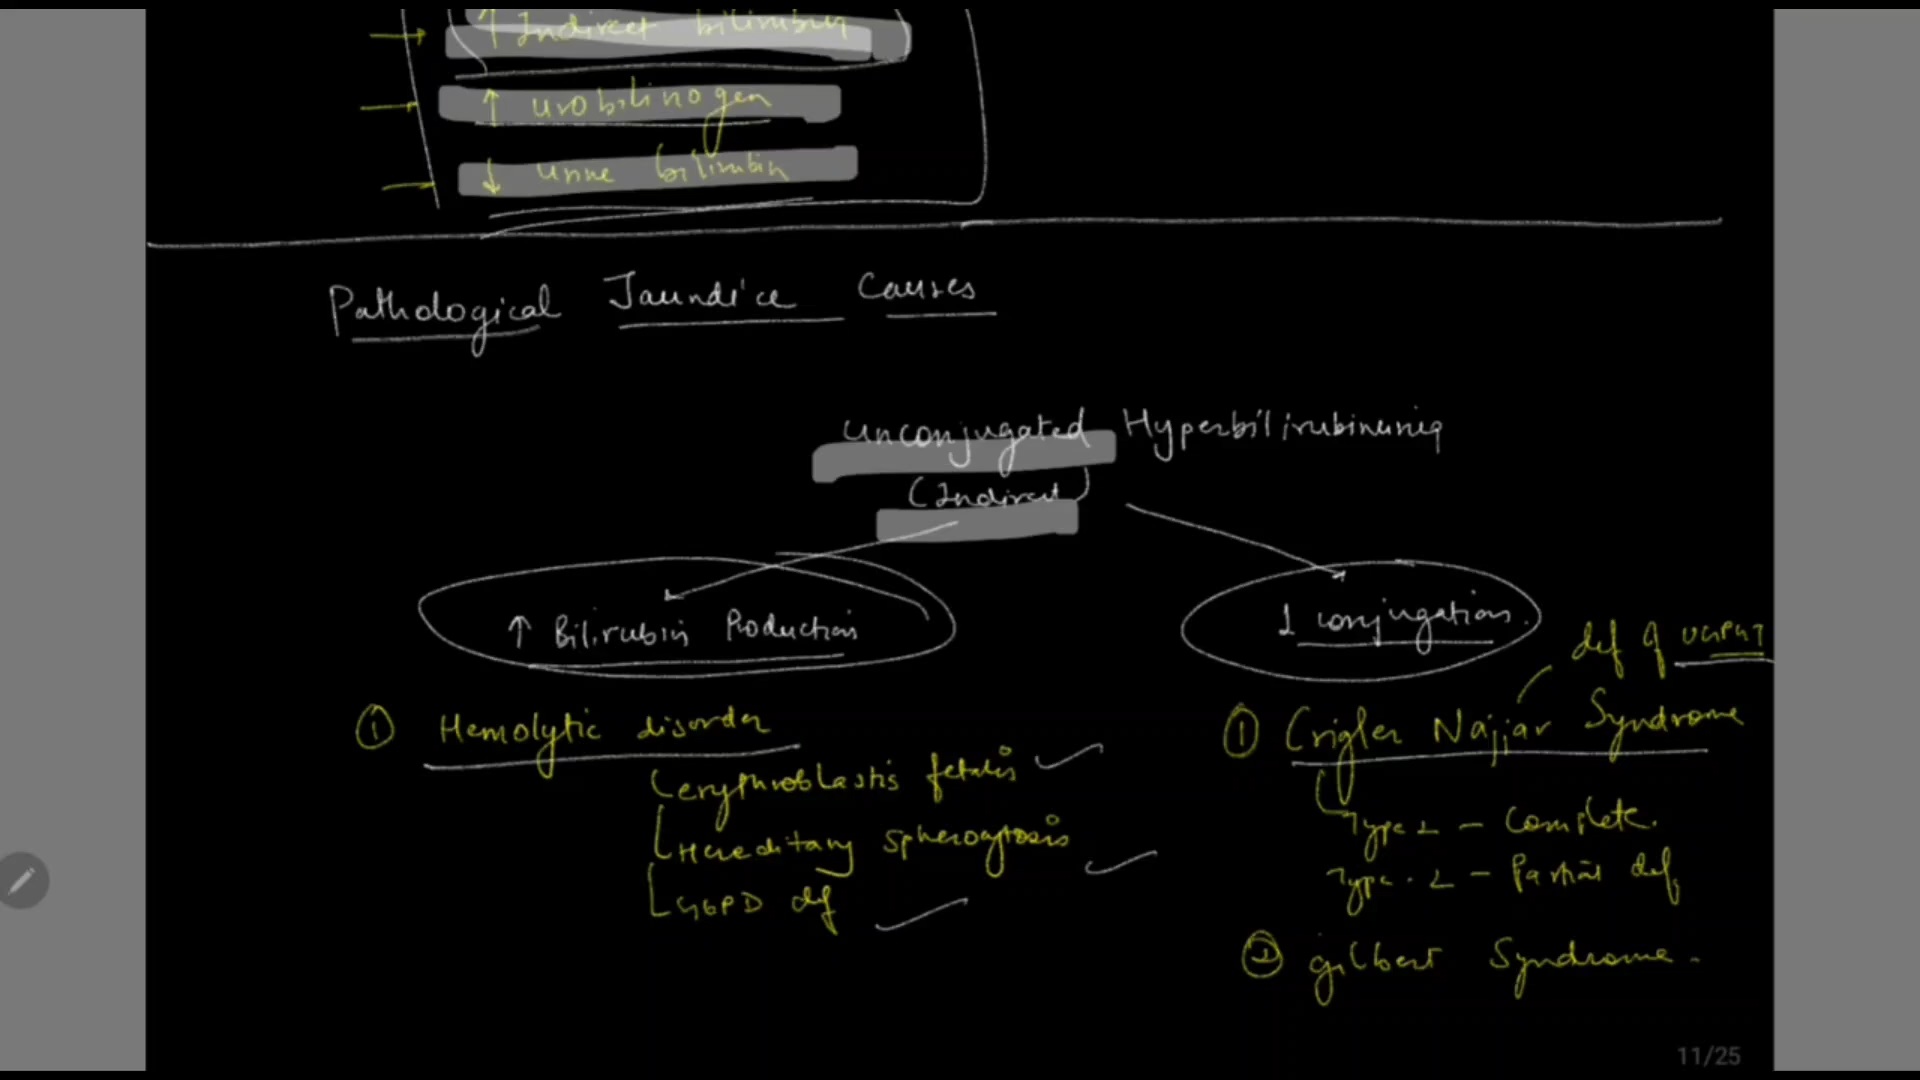 ↑ Indirect bilirubin
↑ urobilinogen
↓ urine bilirubin
Pathological Jaundice Causes
unconjugated Hyperbilirubinemia
(Indirect)
↑ Bilirubin Production
↓ conjugation.
def of UGPGT
① Hemolytic disorder
erythroblastis fetalis
Hereditary spherocytosis
G6PD def
① Crigler Najjar Syndrome
Type 1 - Complete.
Type. 2 - Partial def,
② gilbert Syndrome.
11/25